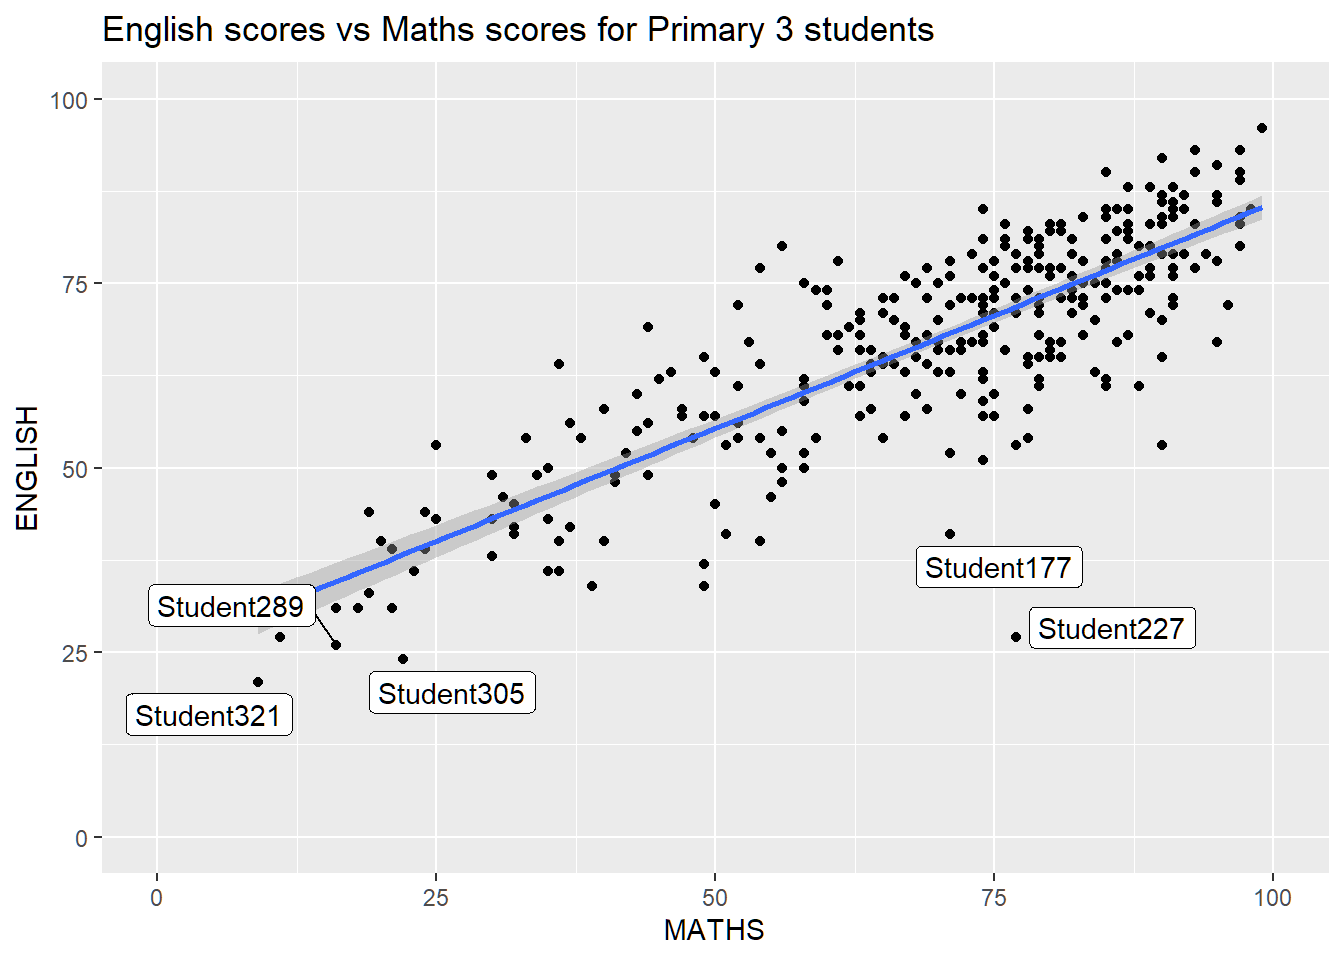 English scores vs Maths scores for Primary 3 students
100
75
50
25
0
ENGLISH
Student177
Student289
Student227
Student305
Student321
0 25 50 75 100
MATHS